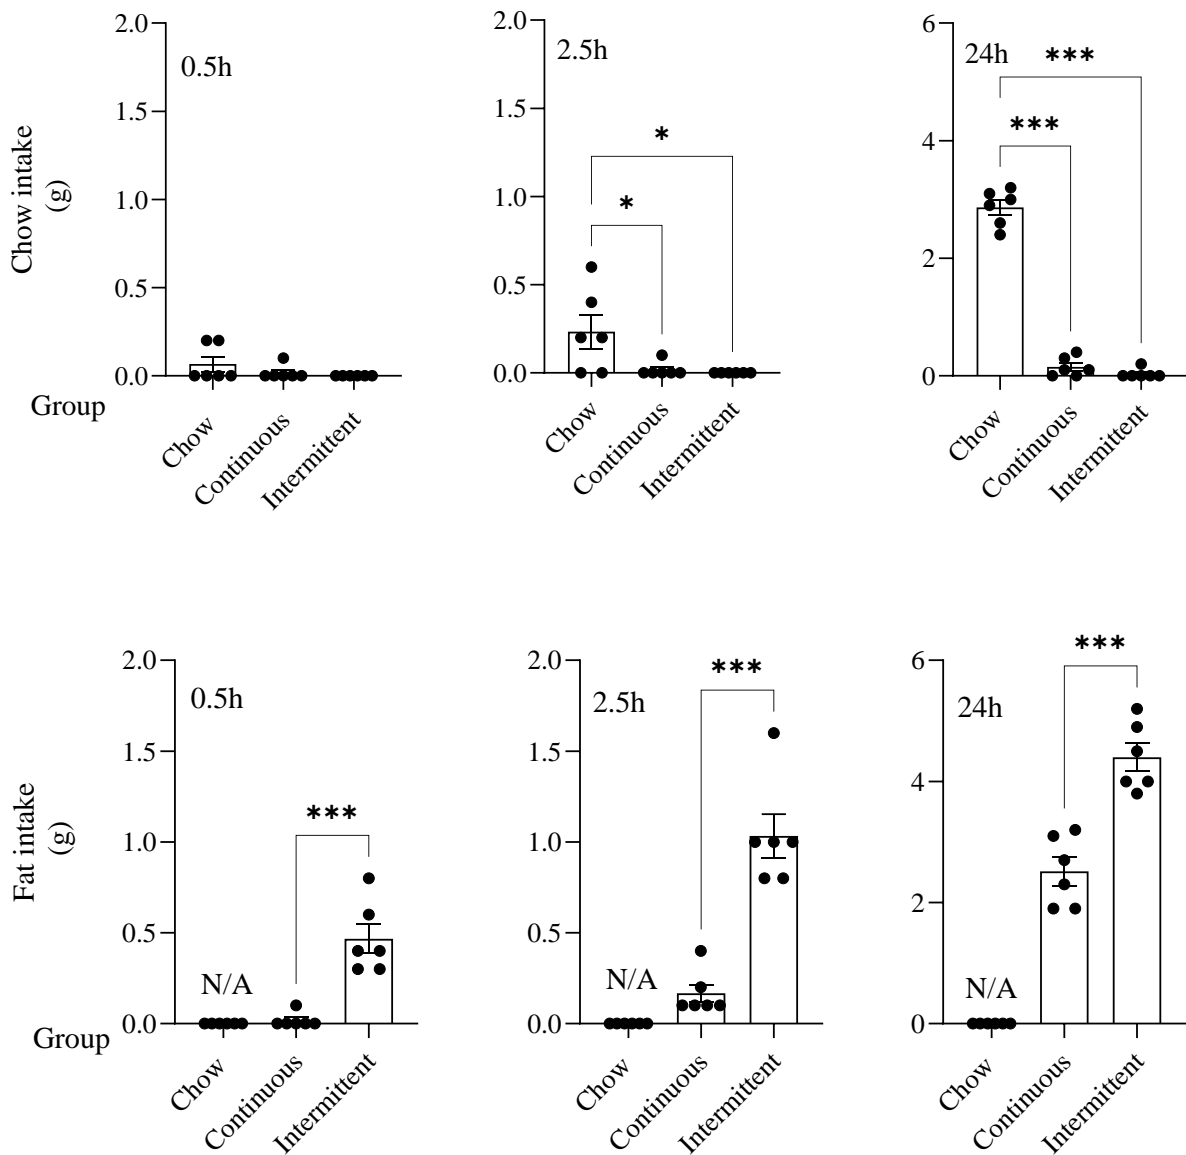 2.0
1.5
1.0
0.5
0.0
0.5h
Chow intake
(g)
Group
Chow
Continuous
Intermittent
2.0
1.5
1.0
0.5
0.0
2.5h
*
*
Chow
Continuous
Intermittent
6
4
2
0
24h
***
***
Chow
Continuous
Intermittent
2.0
1.5
1.0
0.5
0.0
0.5h
***
N/A
Fat intake
(g)
Group
Chow
Continuous
Intermittent
2.0
1.5
1.0
0.5
0.0
2.5h
***
N/A
Chow
Continuous
Intermittent
6
4
2
0
24h
***
N/A
Chow
Continuous
Intermittent